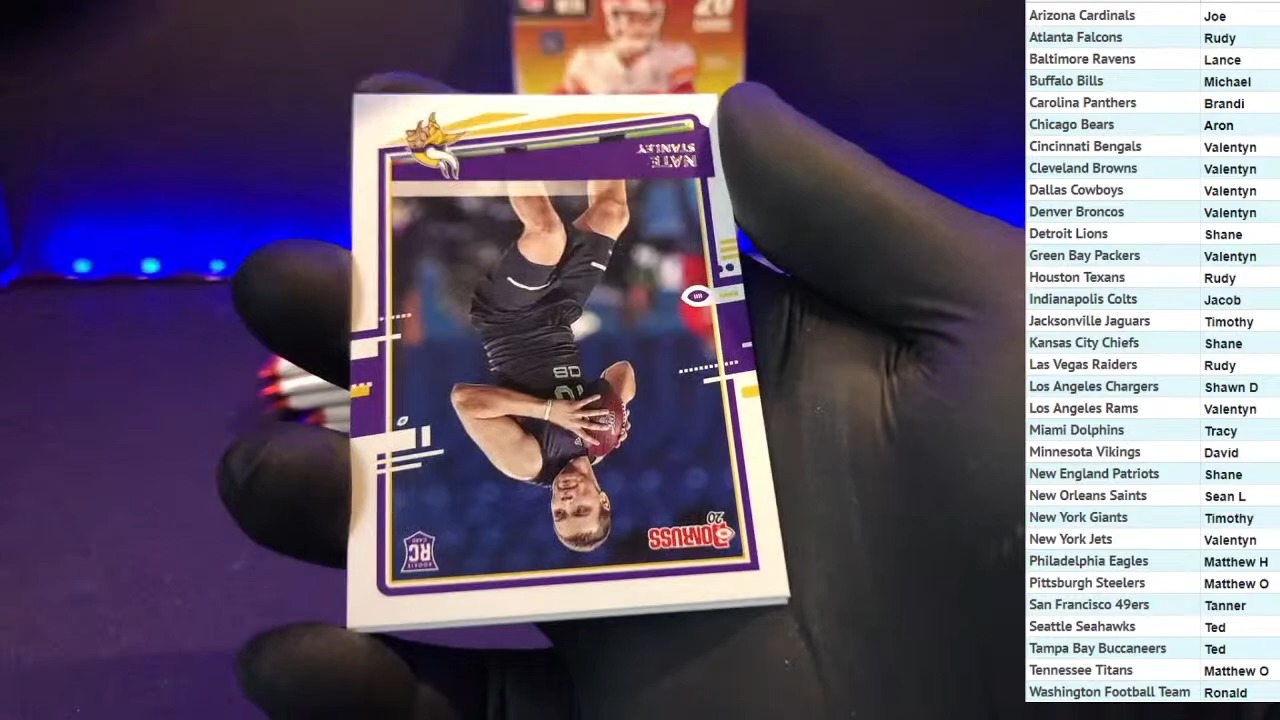 NATE
STANLEY
QB
DONRUSS
20
RC
ROOKIE
CARD
20
Arizona Cardinals Joe
Atlanta Falcons Rudy
Baltimore Ravens Lance
Buffalo Bills Michael
Carolina Panthers Brandi
Chicago Bears Aron
Cincinnati Bengals Valentyn
Cleveland Browns Valentyn
Dallas Cowboys Valentyn
Denver Broncos Valentyn
Detroit Lions Shane
Green Bay Packers Valentyn
Houston Texans Rudy
Indianapolis Colts Jacob
Jacksonville Jaguars Timothy
Kansas City Chiefs Shane
Las Vegas Raiders Rudy
Los Angeles Chargers Shawn D
Los Angeles Rams Valentyn
Miami Dolphins Tracy
Minnesota Vikings David
New England Patriots Shane
New Orleans Saints Sean L
New York Giants Timothy
New York Jets Valentyn
Philadelphia Eagles Matthew H
Pittsburgh Steelers Matthew O
San Francisco 49ers Tanner
Seattle Seahawks Ted
Tampa Bay Buccaneers Ted
Tennessee Titans Matthew O
Washington Football Team Ronald